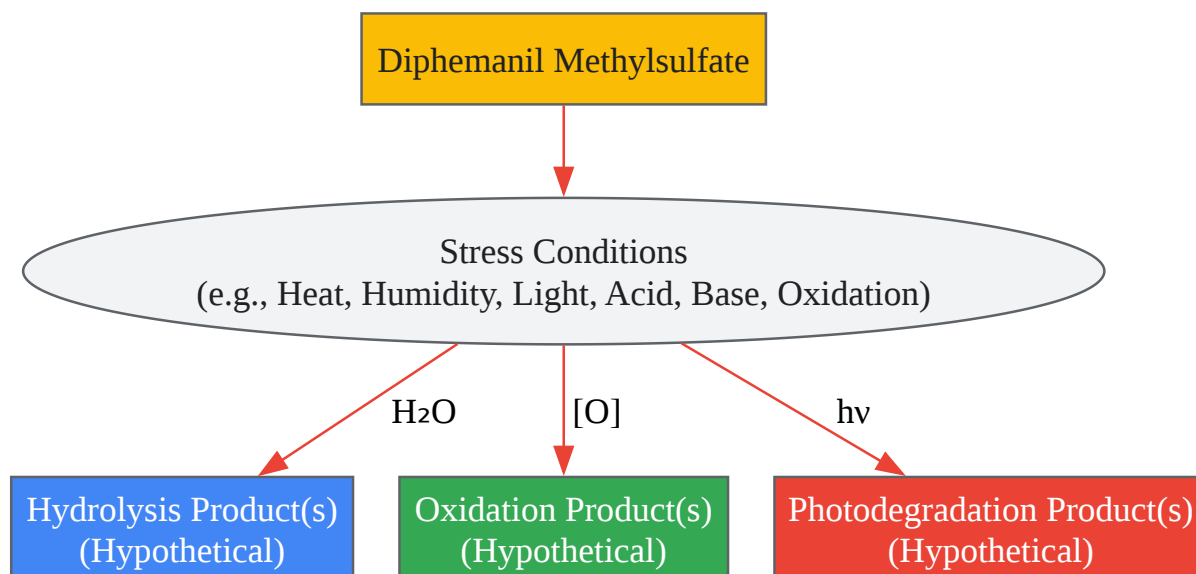 Diphemanil Methylsulfate
Stress Conditions
(e.g., Heat, Humidity, Light, Acid, Base, Oxidation)
H₂O
[O]
hν
Hydrolysis Product(s)
(Hypothetical)
Oxidation Product(s)
(Hypothetical)
Photodegradation Product(s)
(Hypothetical)